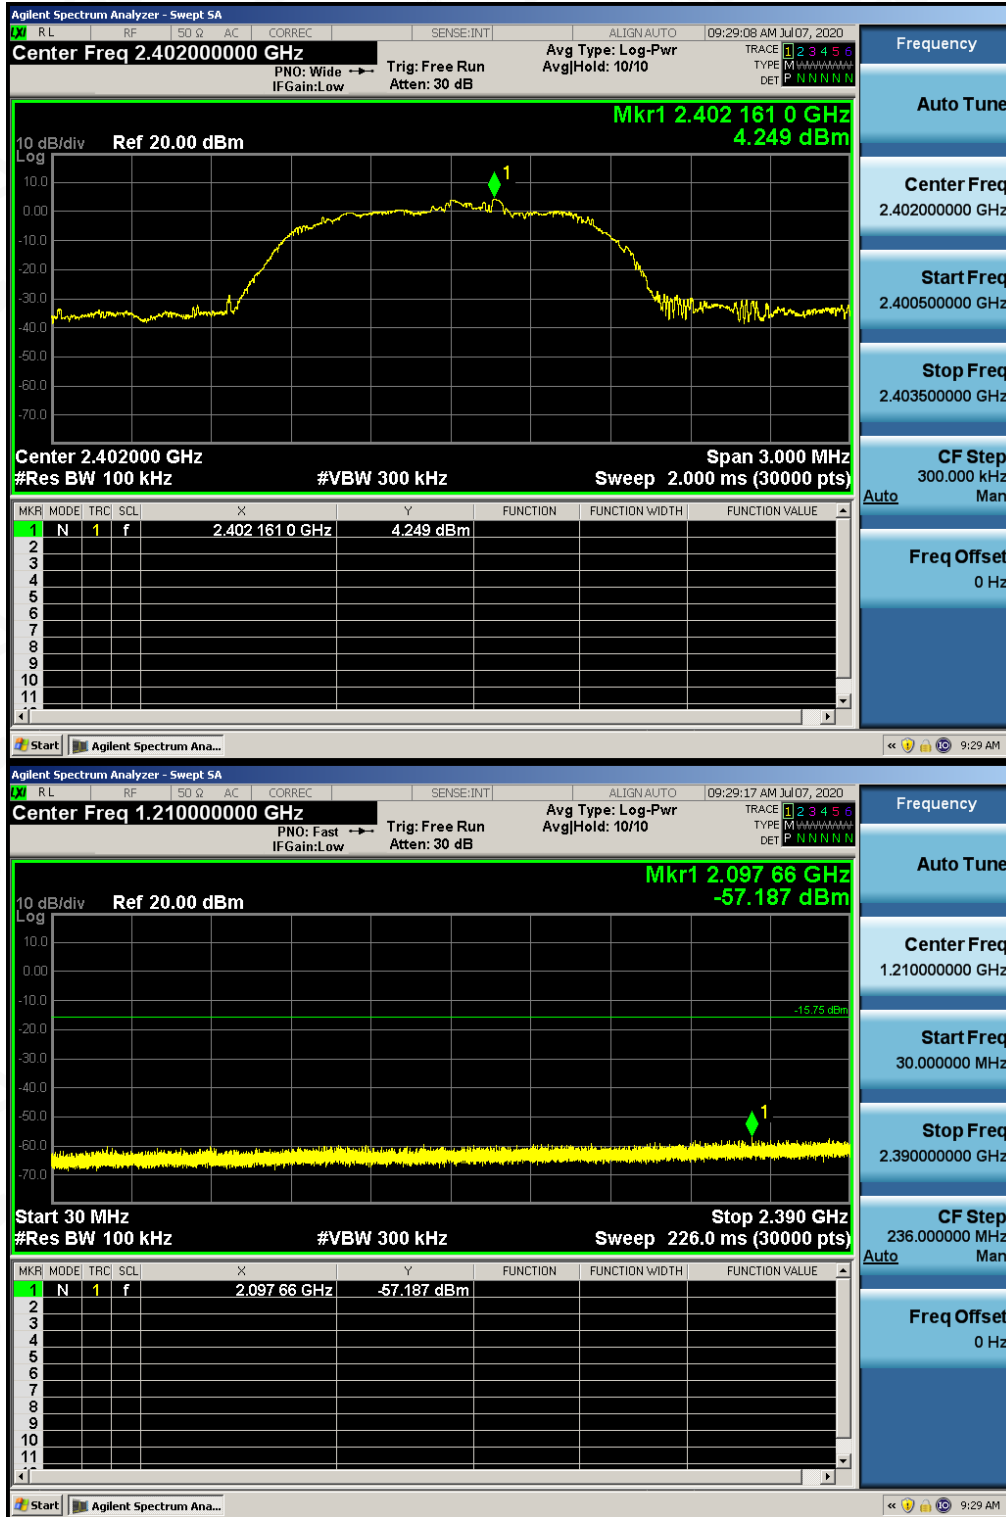 Agilent Spectrum Analyzer - Swept SA
LXI RL RF 50 Ω AC CORREC SENSE:INT ALIGN AUTO 09:29:08 AM Jul 07, 2020
Center Freq 2.402000000 GHz
PNO: Wide Trig: Free Run Avg Type: Log-Pwr TRACE 1 2 3 4 5 6
IFGain:Low Atten: 30 dB Avg|Hold: 10/10 TYPE M WWWWW
DET P N N N N N
Mkr1 2.402 161 0 GHz
4.249 dBm
10 dB/div Ref 20.00 dBm
Log
10.0
0.00
-10.0
-20.0
-30.0
-40.0
-50.0
-60.0
-70.0
1
Center 2.402000 GHz Span 3.000 MHz
#Res BW 100 kHz #VBW 300 kHz Sweep 2.000 ms (30000 pts)
MKR MODE TRC SCL X Y FUNCTION FUNCTION WIDTH FUNCTION VALUE
1 N 1 f 2.402 161 0 GHz 4.249 dBm
2
3
4
5
6
7
8
9
10
11
Frequency
Auto Tune
Center Freq
2.402000000 GHz
Start Freq
2.400500000 GHz
Stop Freq
2.403500000 GHz
CF Step
300.000 kHz
Auto Man
Freq Offset
0 Hz
Start Agilent Spectrum Ana... 9:29 AM
Agilent Spectrum Analyzer - Swept SA
LXI RL RF 50 Ω AC CORREC SENSE:INT ALIGN AUTO 09:29:17 AM Jul 07, 2020
Center Freq 1.210000000 GHz
PNO: Fast Trig: Free Run Avg Type: Log-Pwr TRACE 1 2 3 4 5 6
IFGain:Low Atten: 30 dB Avg|Hold: 10/10 TYPE M WWWWW
DET P N N N N N
Mkr1 2.097 66 GHz
-57.187 dBm
10 dB/div Ref 20.00 dBm
Log
10.0
0.00
-10.0
-20.0
-30.0
-40.0
-50.0
-60.0
-70.0
-15.75 dBm
1
Start 30 MHz Stop 2.390 GHz
#Res BW 100 kHz #VBW 300 kHz Sweep 226.0 ms (30000 pts)
MKR MODE TRC SCL X Y FUNCTION FUNCTION WIDTH FUNCTION VALUE
1 N 1 f 2.097 66 GHz -57.187 dBm
2
3
4
5
6
7
8
9
10
11
Frequency
Auto Tune
Center Freq
1.210000000 GHz
Start Freq
30.000000 MHz
Stop Freq
2.390000000 GHz
CF Step
236.000000 MHz
Auto Man
Freq Offset
0 Hz
Start Agilent Spectrum Ana... 9:29 AM